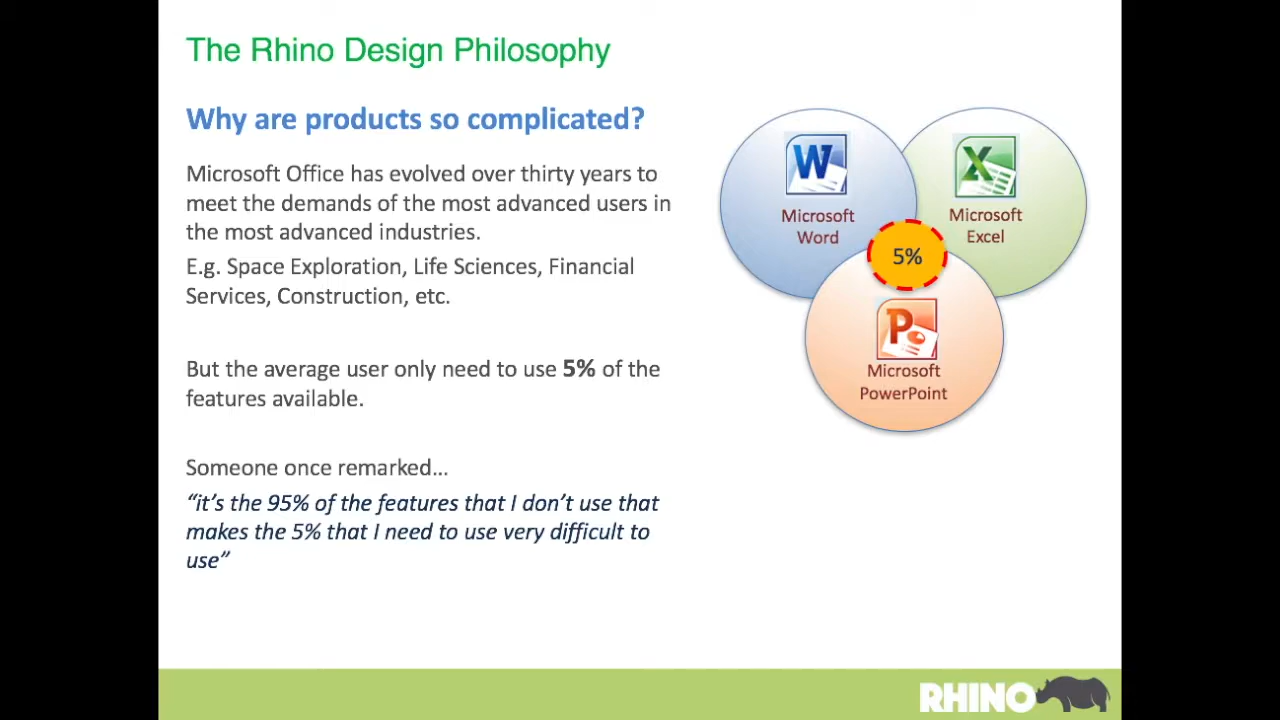 The Rhino Design Philosophy
Why are products so complicated?
Microsoft Office has evolved over thirty years to
meet the demands of the most advanced users in
the most advanced industries.
E.g. Space Exploration, Life Sciences, Financial
Services, Construction, etc.
But the average user only need to use 5% of the
features available.
Someone once remarked...
“it’s the 95% of the features that I don’t use that
makes the 5% that I need to use very difficult to
use”
W
Microsoft
Word
X
Microsoft
Excel
5%
P
Microsoft
PowerPoint
RHINO